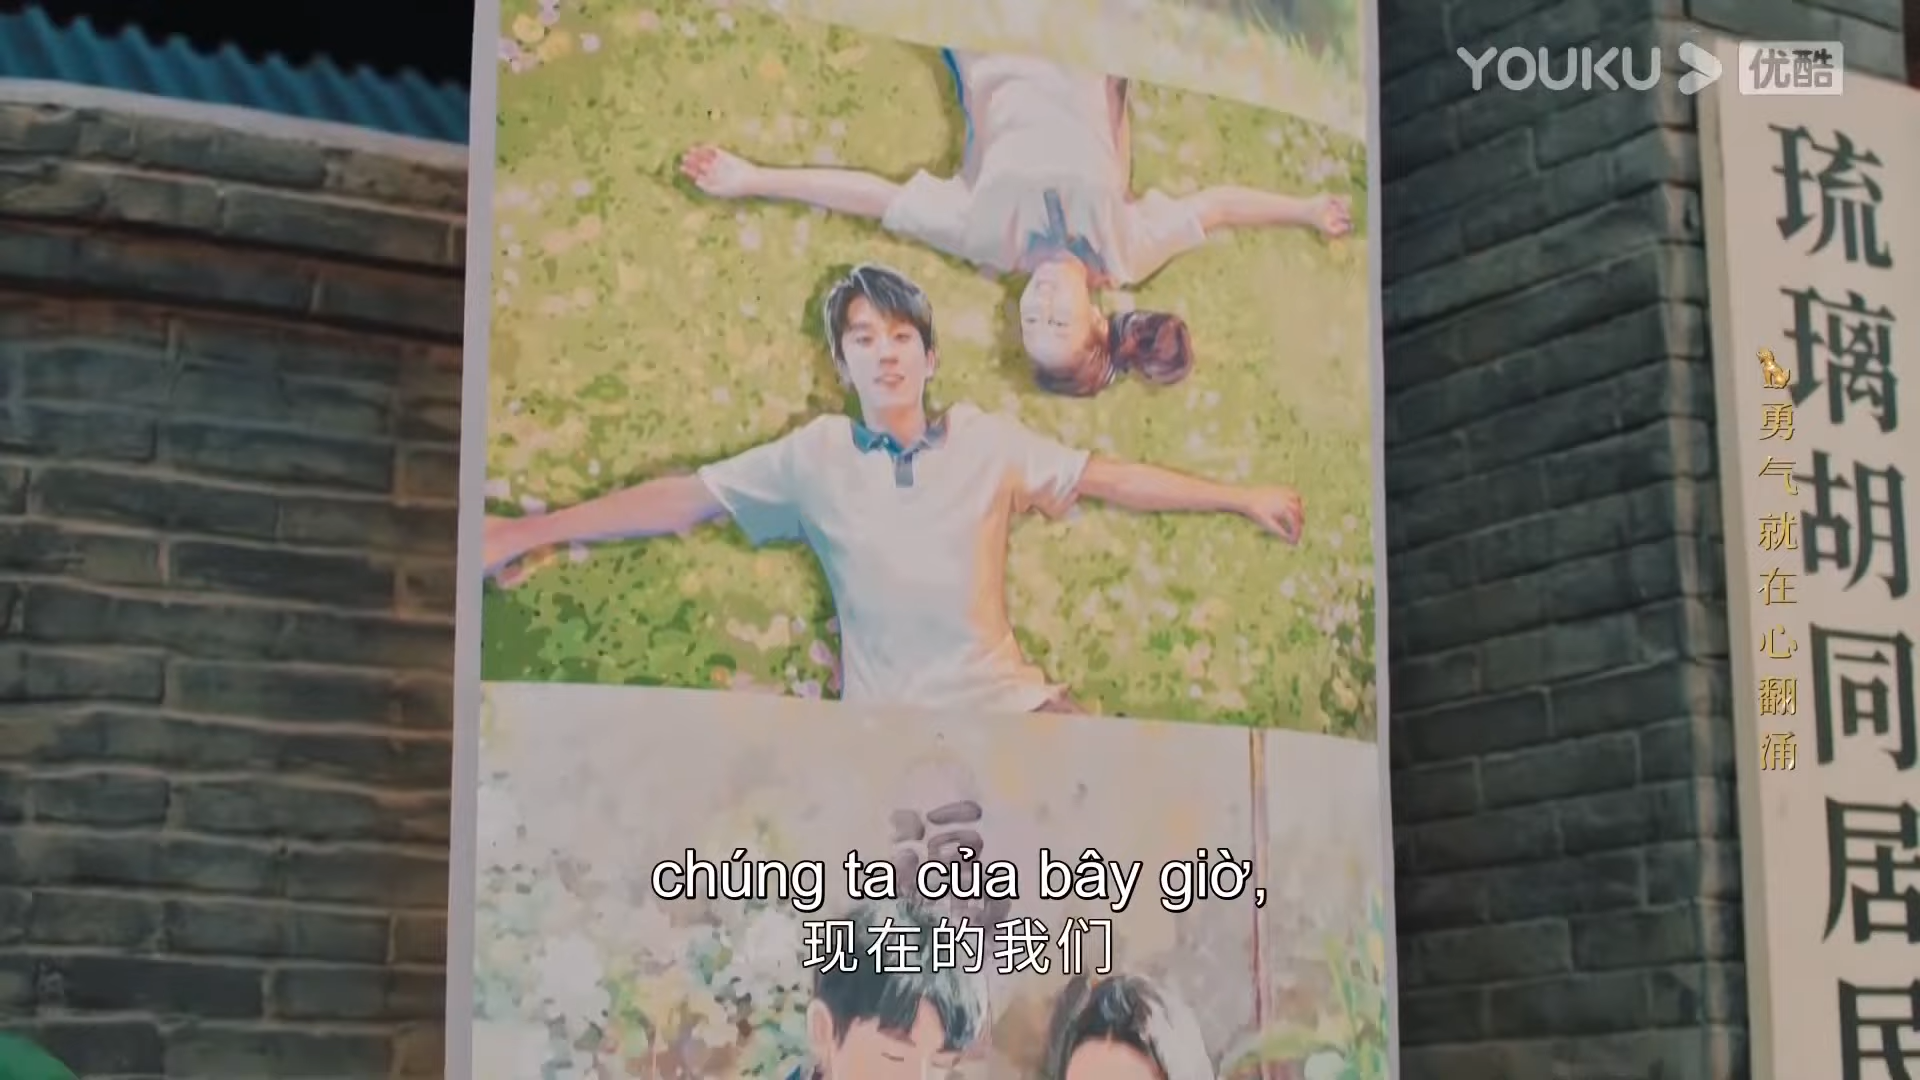 YOUKU 优酷
琉璃胡同居民
勇气就在心翻涌
福
chúng ta của bây giờ,
现在的我们